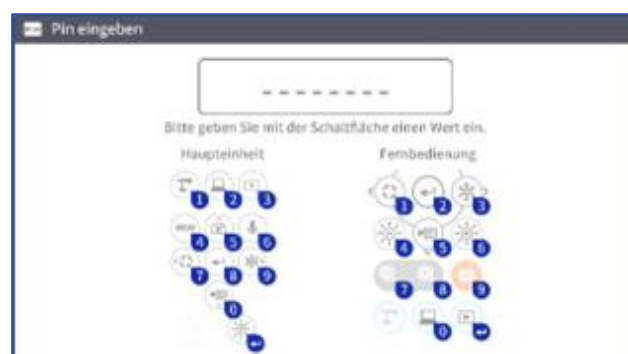 Pin eingeben
--------
Bitte geben Sie mit der Schaltfläche einen Wert ein.
Haupteinheit Fernbedienung
1 2 3 1 2 3
4 5 6 4 5 6
7 8 9 7 8 9
0 0